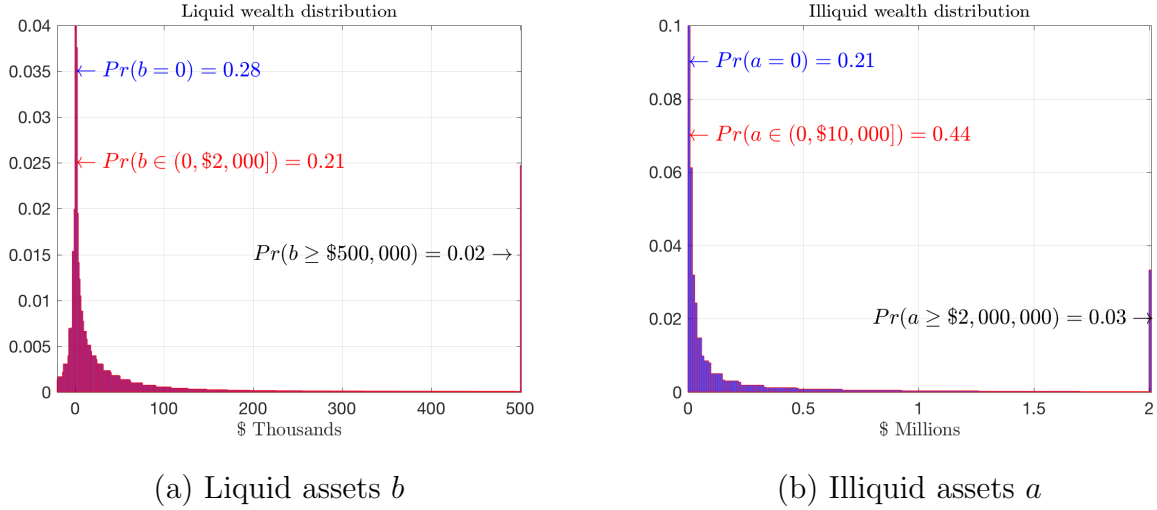 Liquid wealth distribution
0.04
0.035
0.03
0.025
0.02
0.015
0.01
0.005
0
← Pr(b = 0) = 0.28
← Pr(b ∈ (0, $2, 000]) = 0.21
Pr(b ≥ $500, 000) = 0.02 →
0 100 200 300 400 500
$ Thousands
(a) Liquid assets b
Illiquid wealth distribution
0.1
0.08
0.06
0.04
0.02
0
← Pr(a = 0) = 0.21
← Pr(a ∈ (0, $10, 000]) = 0.44
Pr(a ≥ $2, 000, 000) = 0.03 →
0 0.5 1 1.5 2
$ Millions
(b) Illiquid assets a